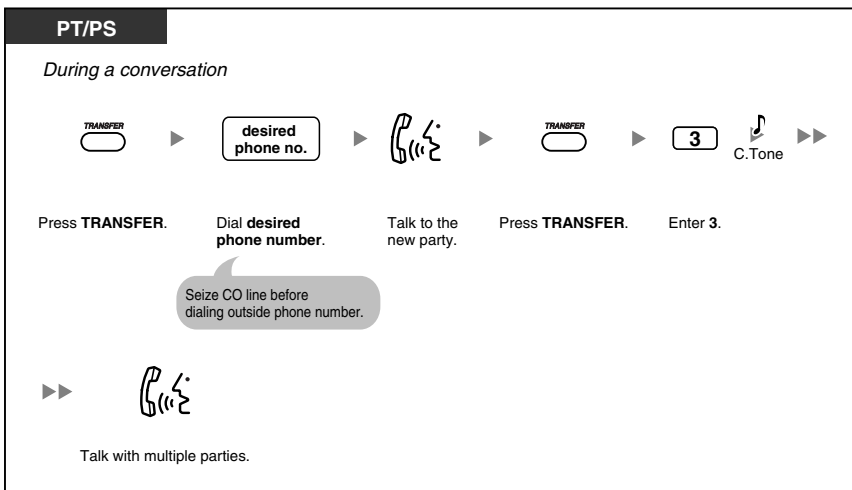 PT/PS
During a conversation
TRANSFER
desired
phone no.
TRANSFER
3
C.Tone
Press TRANSFER.
Dial desired
phone number.
Talk to the
new party.
Press TRANSFER.
Enter 3.
Seize CO line before
dialing outside phone number.
Talk with multiple parties.